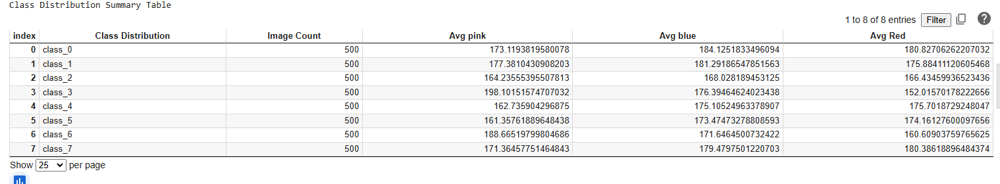 Class Distribution Summary Table
1 to 8 of 8 entries Filter
index Class Distribution Image Count Avg pink Avg blue Avg Red
0 class_0 500 173.1193819580078 184.1251833496094 180.82706262207032
1 class_1 500 177.3810430908203 181.29186547851563 175.88411120605468
2 class_2 500 164.23555395507813 168.028189453125 166.43459936523436
3 class_3 500 198.10151574707032 176.39464624023438 152.01570178222656
4 class_4 500 162.735904296875 175.10524963378907 175.7018729248047
5 class_5 500 161.35761889648438 173.47473278808593 174.16127600097656
6 class_6 500 188.66519799804686 171.6464500732422 160.60903759765625
7 class_7 500 171.36457751464843 179.4797501220703 180.38618896484374
Show 25 per page